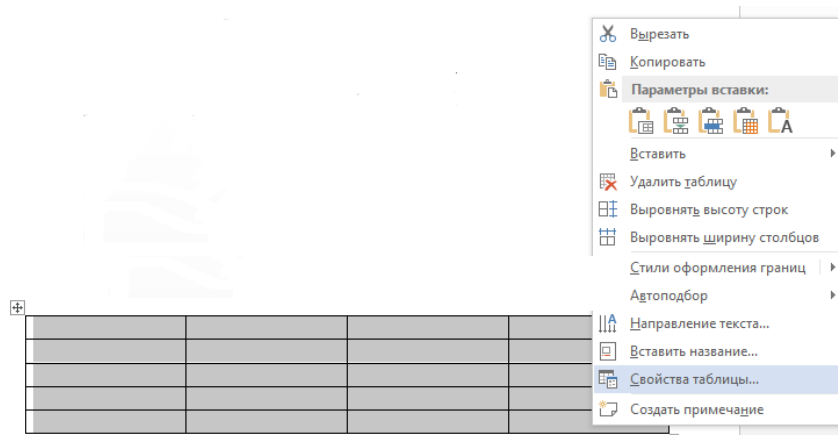 Вырезать
Копировать
Параметры вставки:
Вставить
Удалить таблицу
Выровнять высоту строк
Выровнять ширину столбцов
Стили оформления границ
Автоподбор
Направление текста...
Вставить название...
Свойства таблицы...
Создать примечание